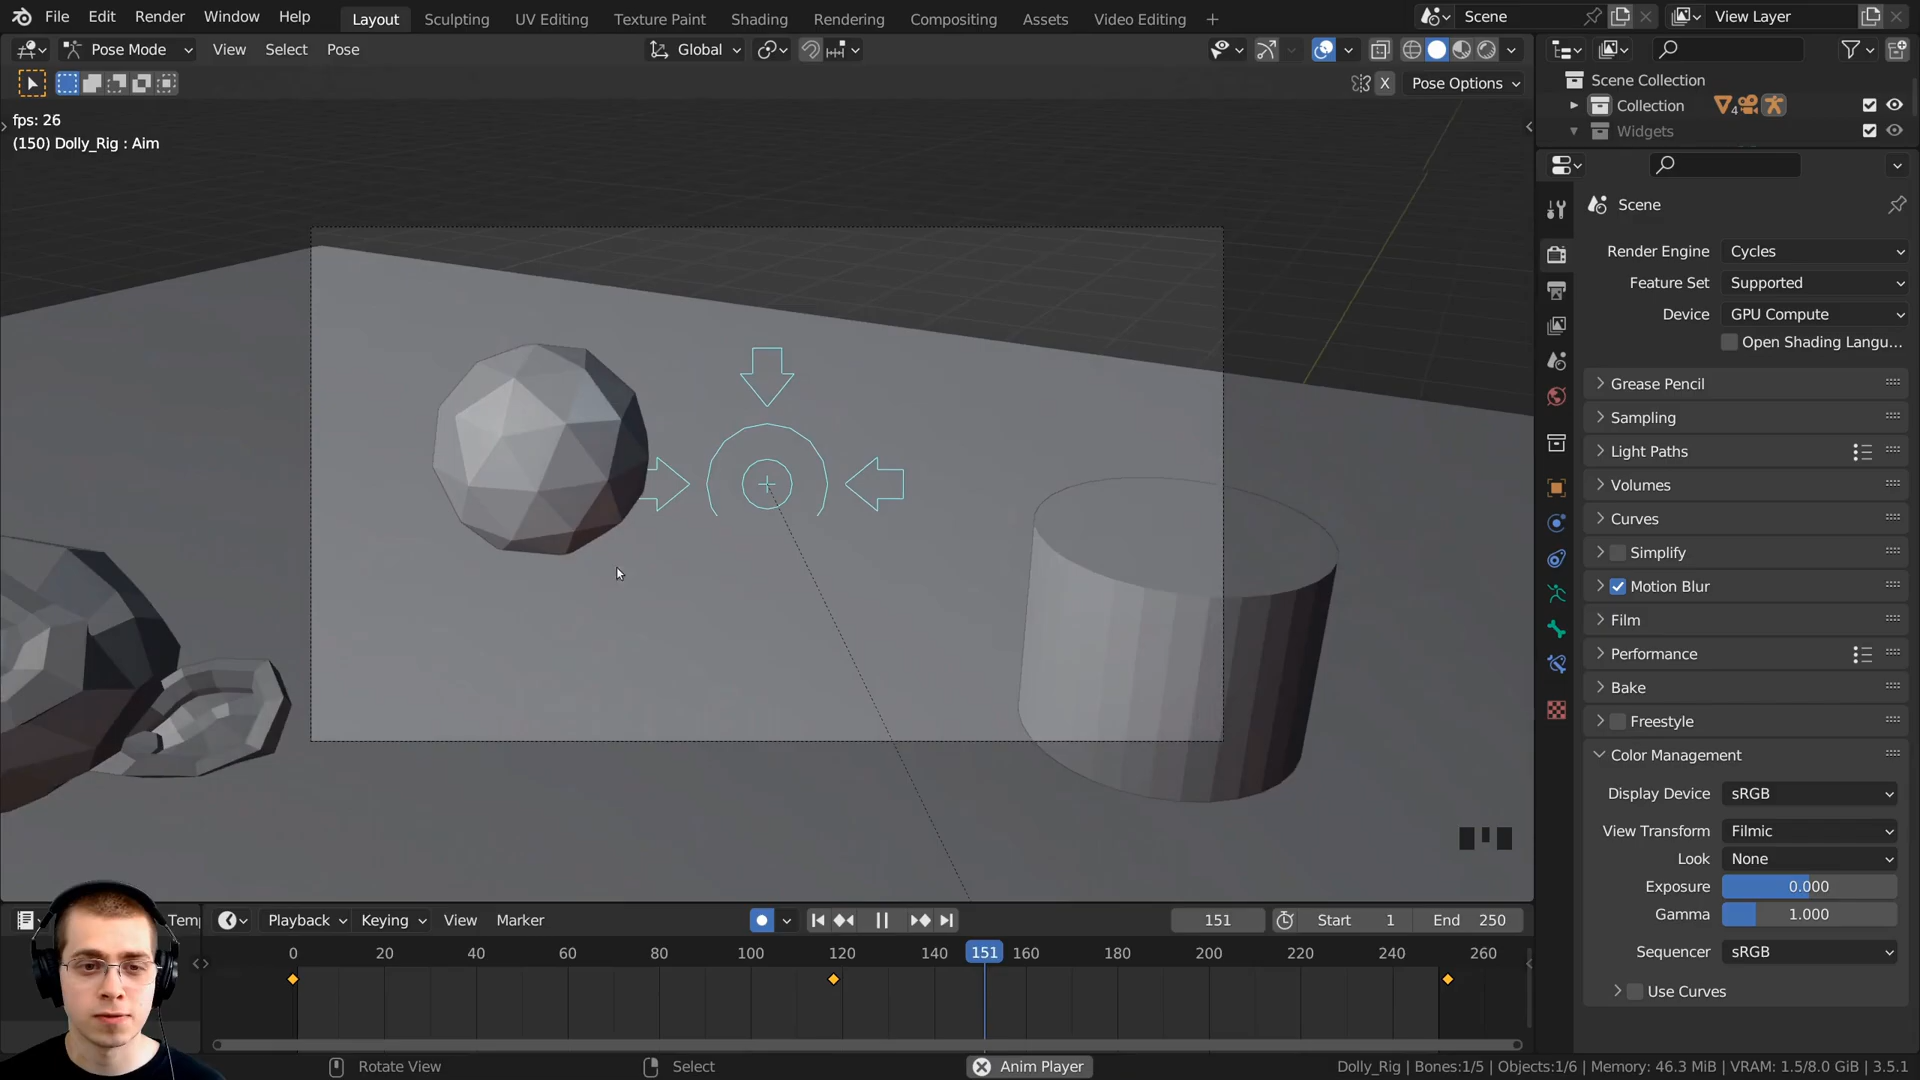 File Edit Render Window Help Layout Sculpting UV Editing Texture Paint Shading Rendering Compositing Assets Video Editing Scene View Layer
Pose Mode View Select Pose Global
X Pose Options
Scene Collection
Collection 4
Widgets
fps: 26
(150) Dolly_Rig : Aim
Scene
Render Engine Cycles
Feature Set Supported
Device GPU Compute
Open Shading Langu...
Grease Pencil
Sampling
Light Paths
Volumes
Curves
Simplify
Motion Blur
Film
Performance
Bake
Freestyle
Color Management
Display Device sRGB
View Transform Filmic
Look None
Exposure 0.000
Gamma 1.000
Sequencer sRGB
Use Curves
Temp Playback Keying View Marker 151 Start 1 End 250
0 20 40 60 80 100 120 140 151 160 180 200 220 240 260
Rotate View Select Anim Player Dolly_Rig | Bones:1/5 | Objects:1/6 | Memory: 46.3 MiB | VRAM: 1.5/8.0 GiB | 3.5.1